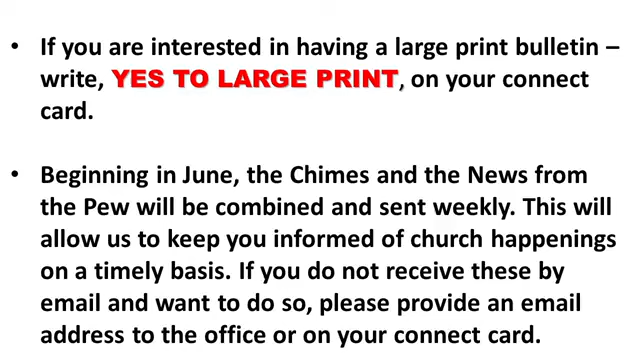 • If you are interested in having a large print bulletin –
write, YES TO LARGE PRINT, on your connect
card.
• Beginning in June, the Chimes and the News from
the Pew will be combined and sent weekly. This will
allow us to keep you informed of church happenings
on a timely basis. If you do not receive these by
email and want to do so, please provide an email
address to the office or on your connect card.